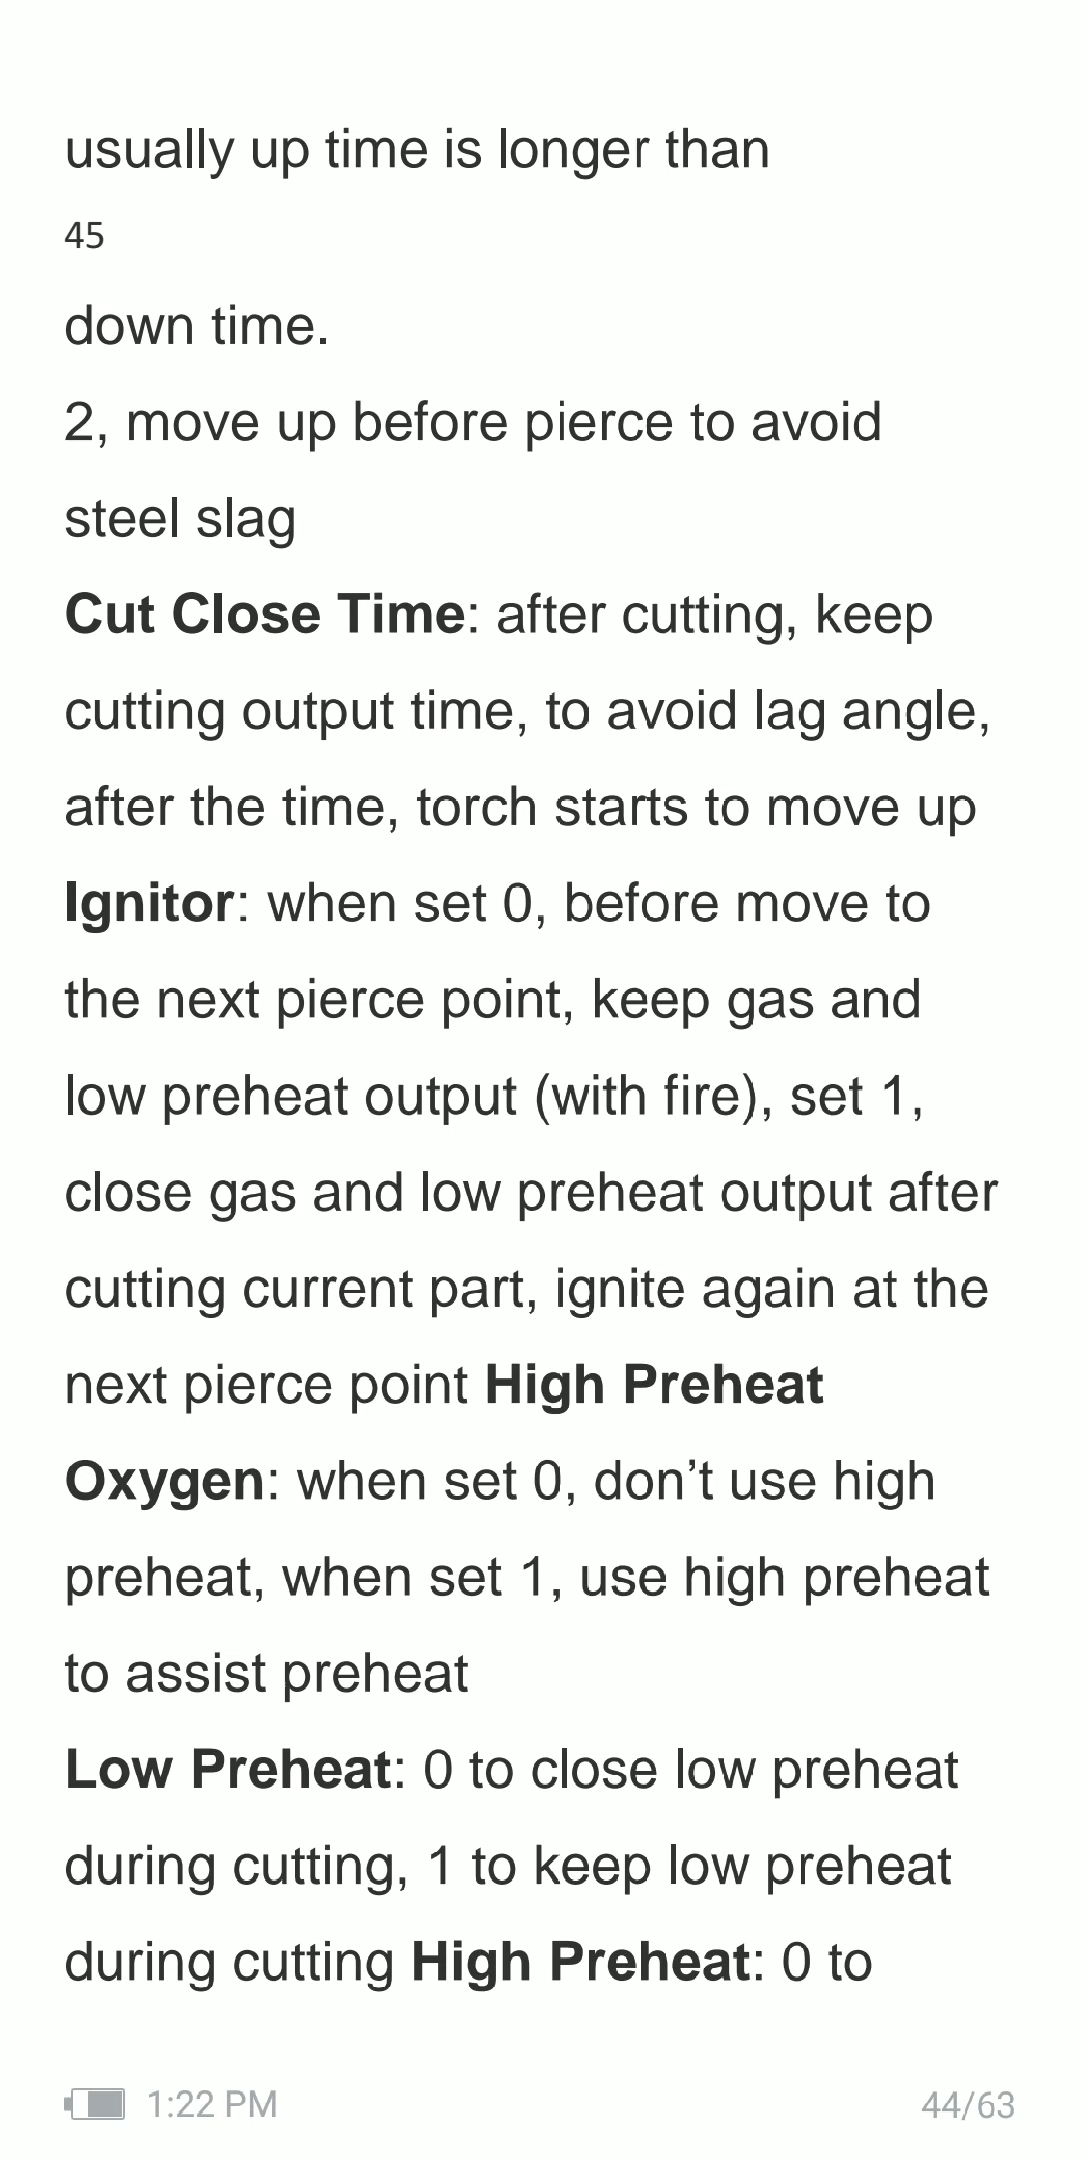 usually up time is longer than
45
down time.
2, move up before pierce to avoid
steel slag
Cut Close Time: after cutting, keep
cutting output time, to avoid lag angle,
after the time, torch starts to move up
Ignitor: when set 0, before move to
the next pierce point, keep gas and
low preheat output (with fire), set 1,
close gas and low preheat output after
cutting current part, ignite again at the
next pierce point High Preheat
Oxygen: when set 0, don’t use high
preheat, when set 1, use high preheat
to assist preheat
Low Preheat: 0 to close low preheat
during cutting, 1 to keep low preheat
during cutting High Preheat: 0 to
1:22 PM 44/63